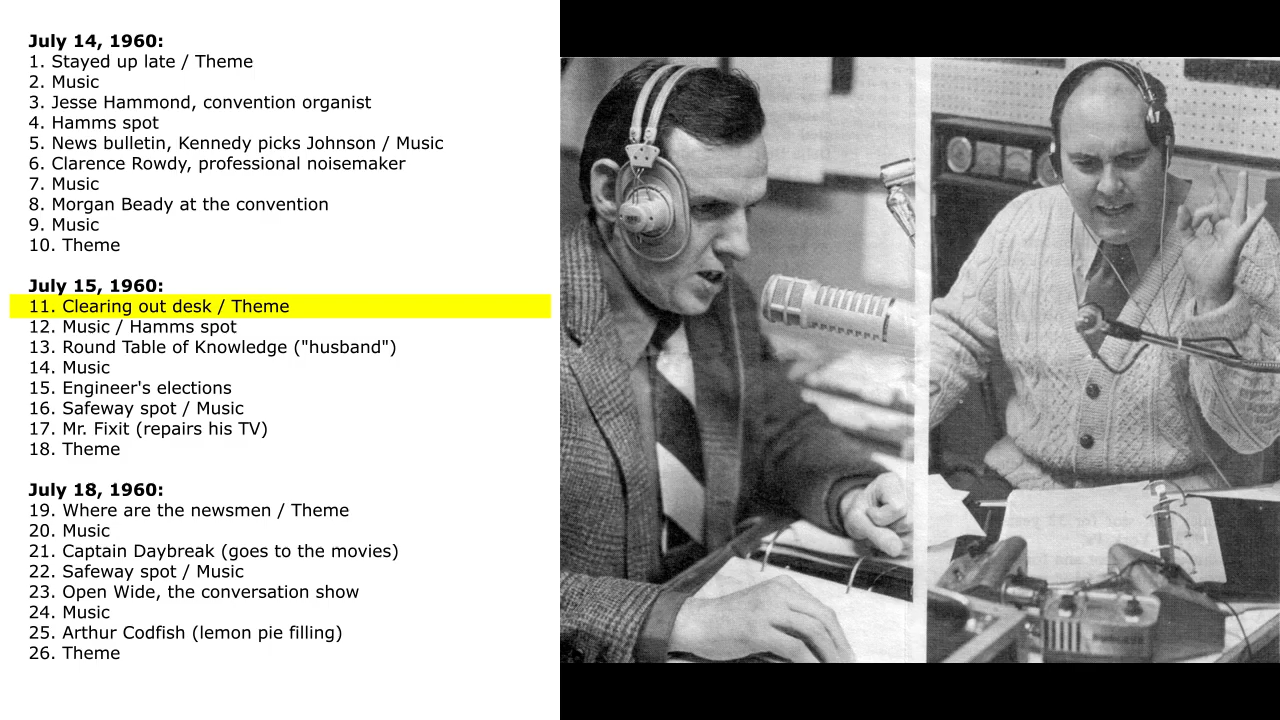 July 14, 1960:
1. Stayed up late / Theme
2. Music
3. Jesse Hammond, convention organist
4. Hamms spot
5. News bulletin, Kennedy picks Johnson / Music
6. Clarence Rowdy, professional noisemaker
7. Music
8. Morgan Beady at the convention
9. Music
10. Theme
July 15, 1960:
11. Clearing out desk / Theme
12. Music / Hamms spot
13. Round Table of Knowledge ("husband")
14. Music
15. Engineer's elections
16. Safeway spot / Music
17. Mr. Fixit (repairs his TV)
18. Theme
July 18, 1960:
19. Where are the newsmen / Theme
20. Music
21. Captain Daybreak (goes to the movies)
22. Safeway spot / Music
23. Open Wide, the conversation show
24. Music
25. Arthur Codfish (lemon pie filling)
26. Theme